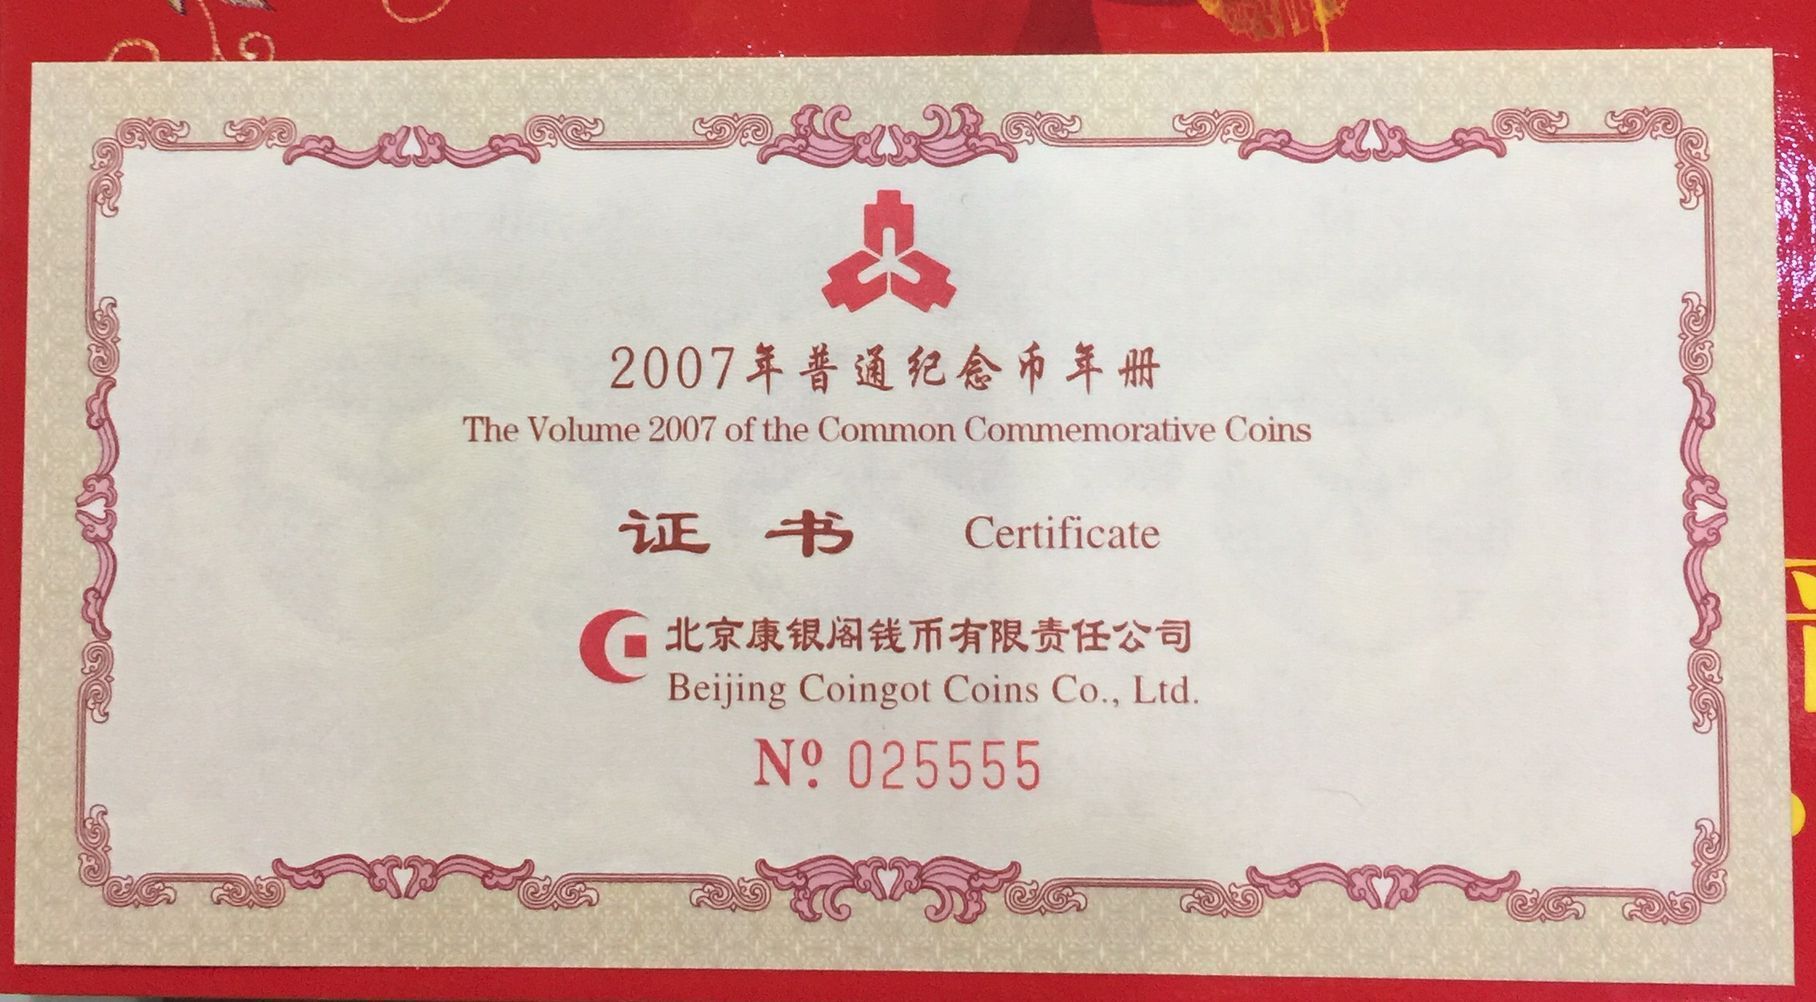 2007年普通纪念币年册
The Volume 2007 of the Common Commemorative Coins
证 书 Certificate
北京康银阁钱币有限责任公司
Beijing Coingot Coins Co., Ltd.
Nº 025555